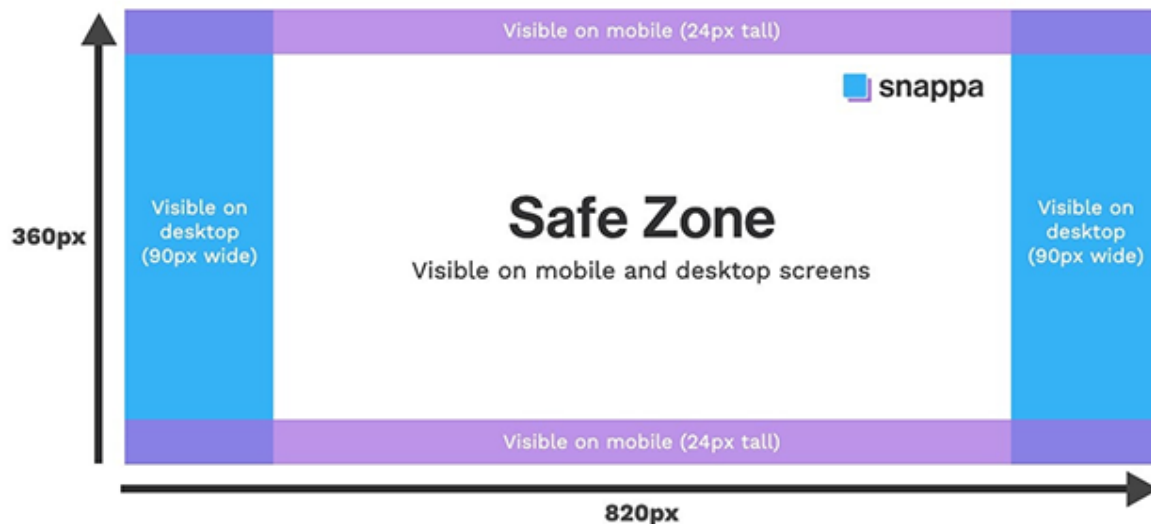 Visible on mobile (24px tall)
snappa
Safe Zone
Visible on mobile and desktop screens
Visible on
desktop
(90px wide)
Visible on
desktop
(90px wide)
360px
Visible on mobile (24px tall)
820px